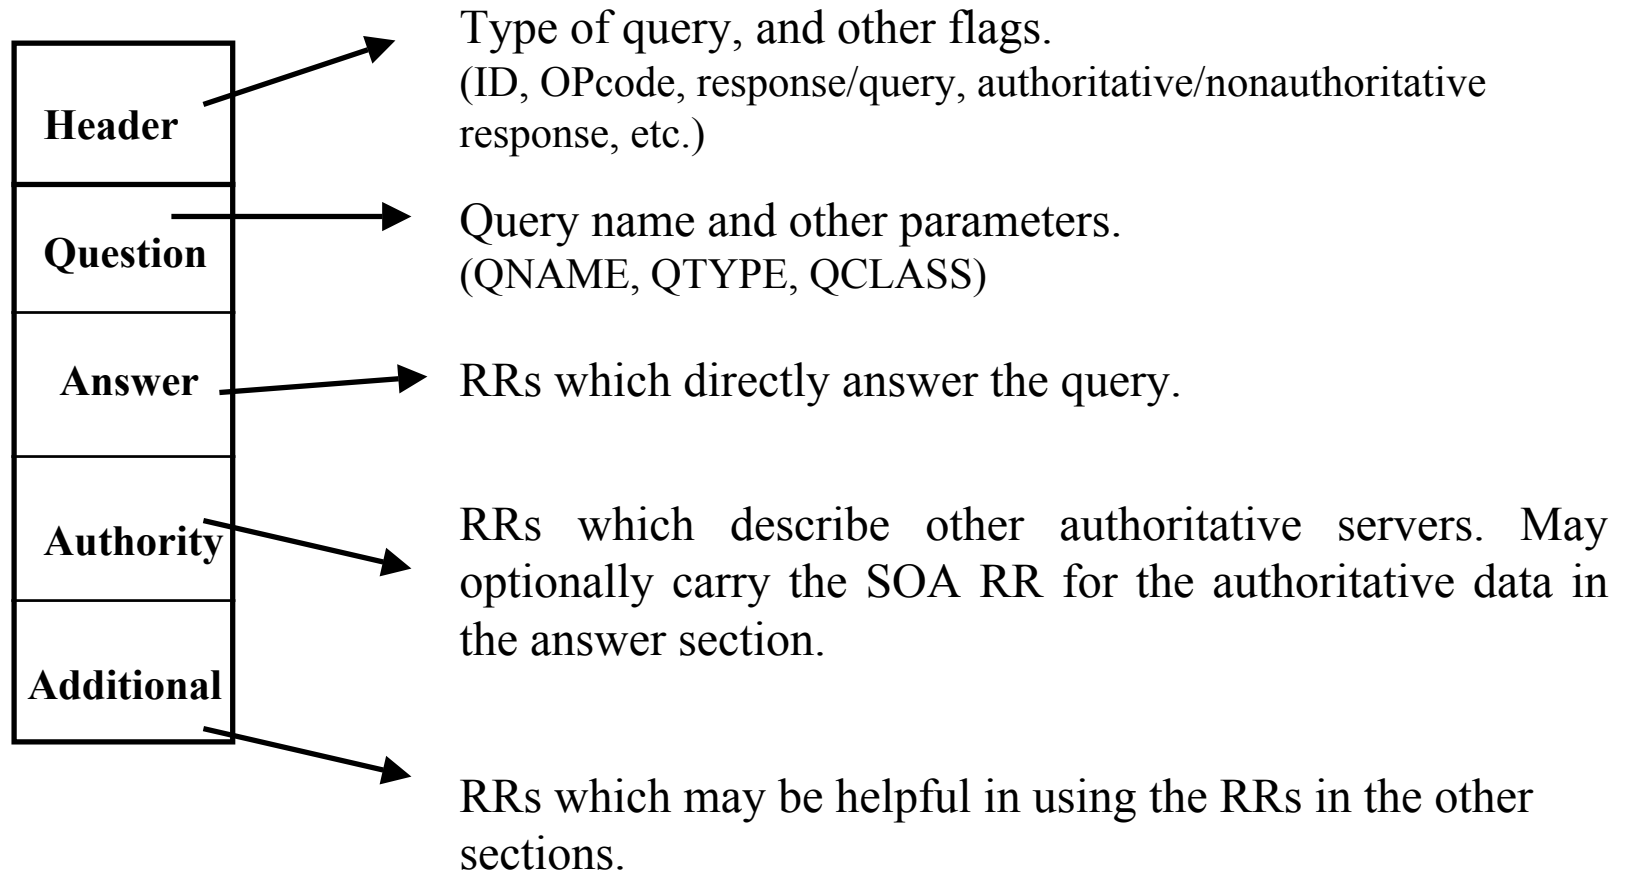 Header
Type of query, and other flags.
(ID, OPcode, response/query, authoritative/nonauthoritative
response, etc.)
Question
Query name and other parameters.
(QNAME, QTYPE, QCLASS)
Answer
RRs which directly answer the query.
Authority
RRs which describe other authoritative servers. May
optionally carry the SOA RR for the authoritative data in
the answer section.
Additional
RRs which may be helpful in using the RRs in the other
sections.